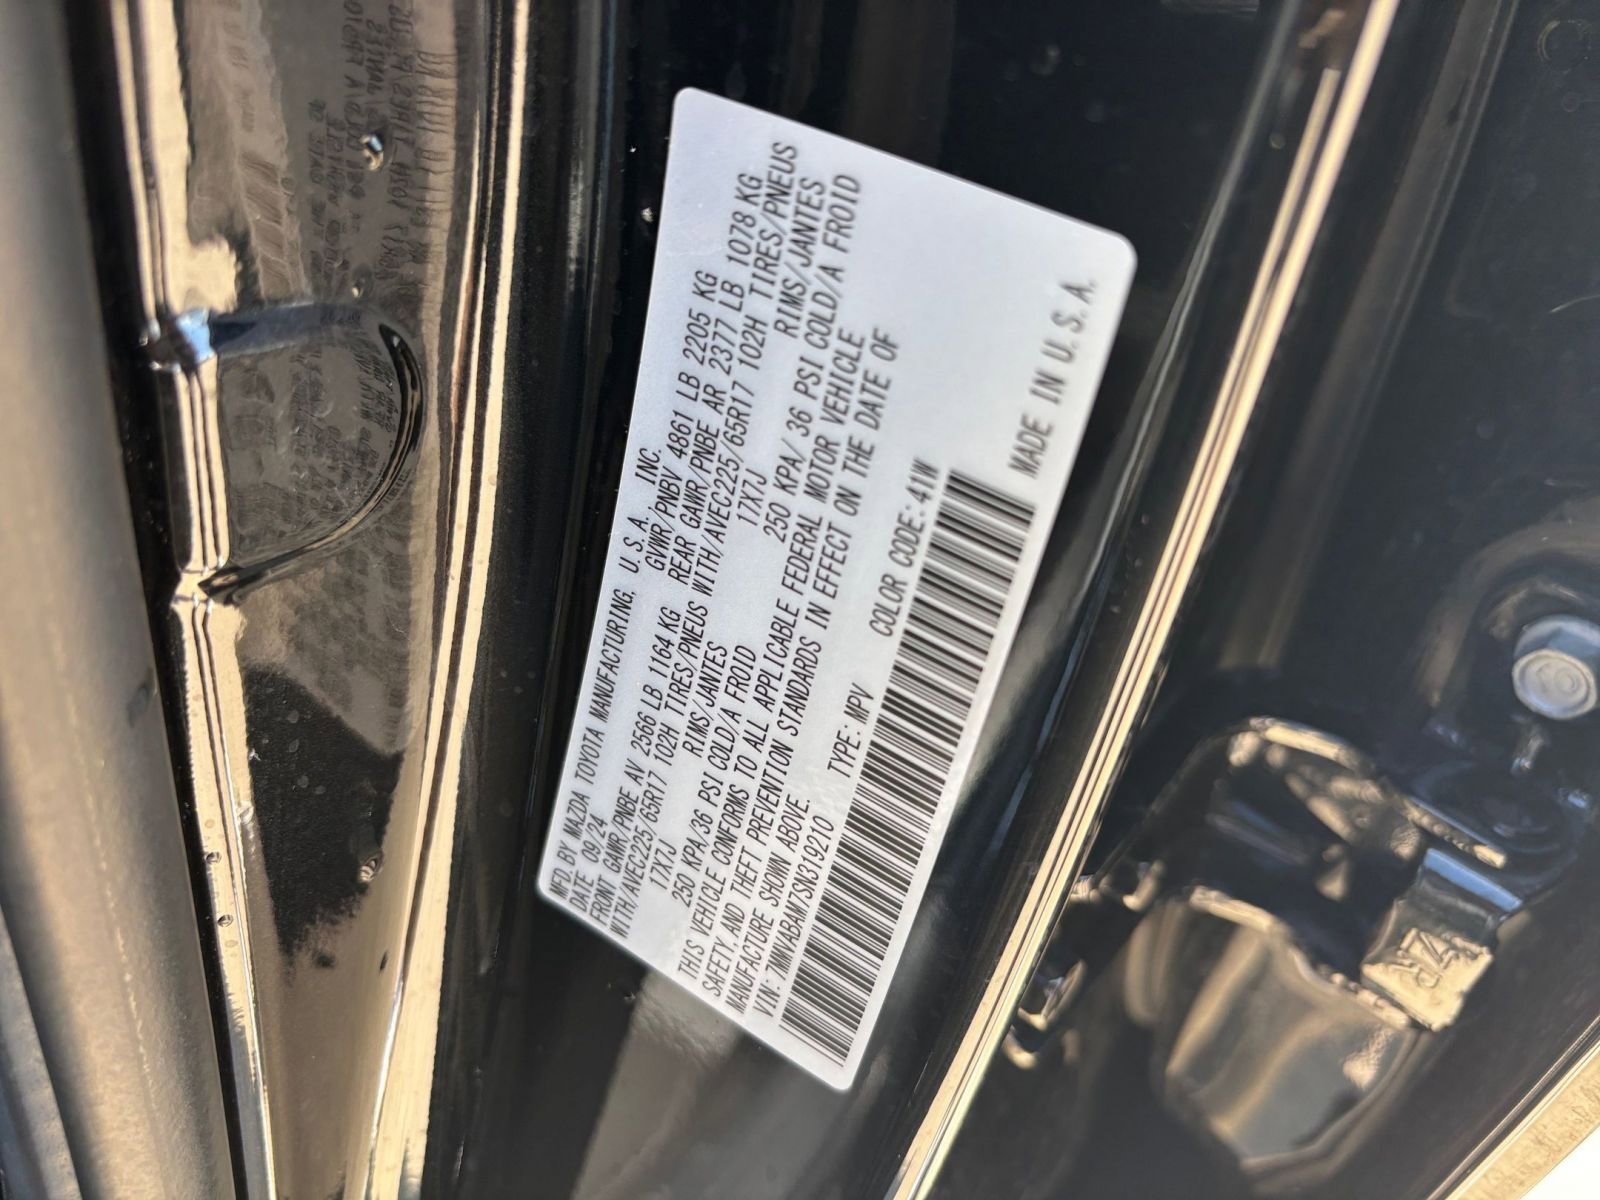 MFD. BY MAZDA TOYOTA MANUFACTURING, U.S.A. INC.
DATE 09/24 GVWR/PNBV 4861 LB 2205 KG
FRONT GAWR/PNBE AV 2566 LB 1164 KG REAR GAWR/PNBE AR 2377 LB 1078 KG
WITH/AVEC225/65R17 102H TIRES/PNEUS WITH/AVEC225/65R17 102H TIRES/PNEUS
17X7J RIMS/JANTES 17X7J RIMS/JANTES
250 KPA/36 PSI COLD/A FROID 250 KPA/ 36 PSI COLD/A FROID
THIS VEHICLE CONFORMS TO ALL APPLICABLE FEDERAL MOTOR VEHICLE
SAFETY, AND THEFT PREVENTION STANDARDS IN EFFECT ON THE DATE OF
MANUFACTURE SHOWN ABOVE.
VIN: 7MMVABAM7SN319210 TYPE: MPV COLOR CODE: 41W
MADE IN U.S.A.